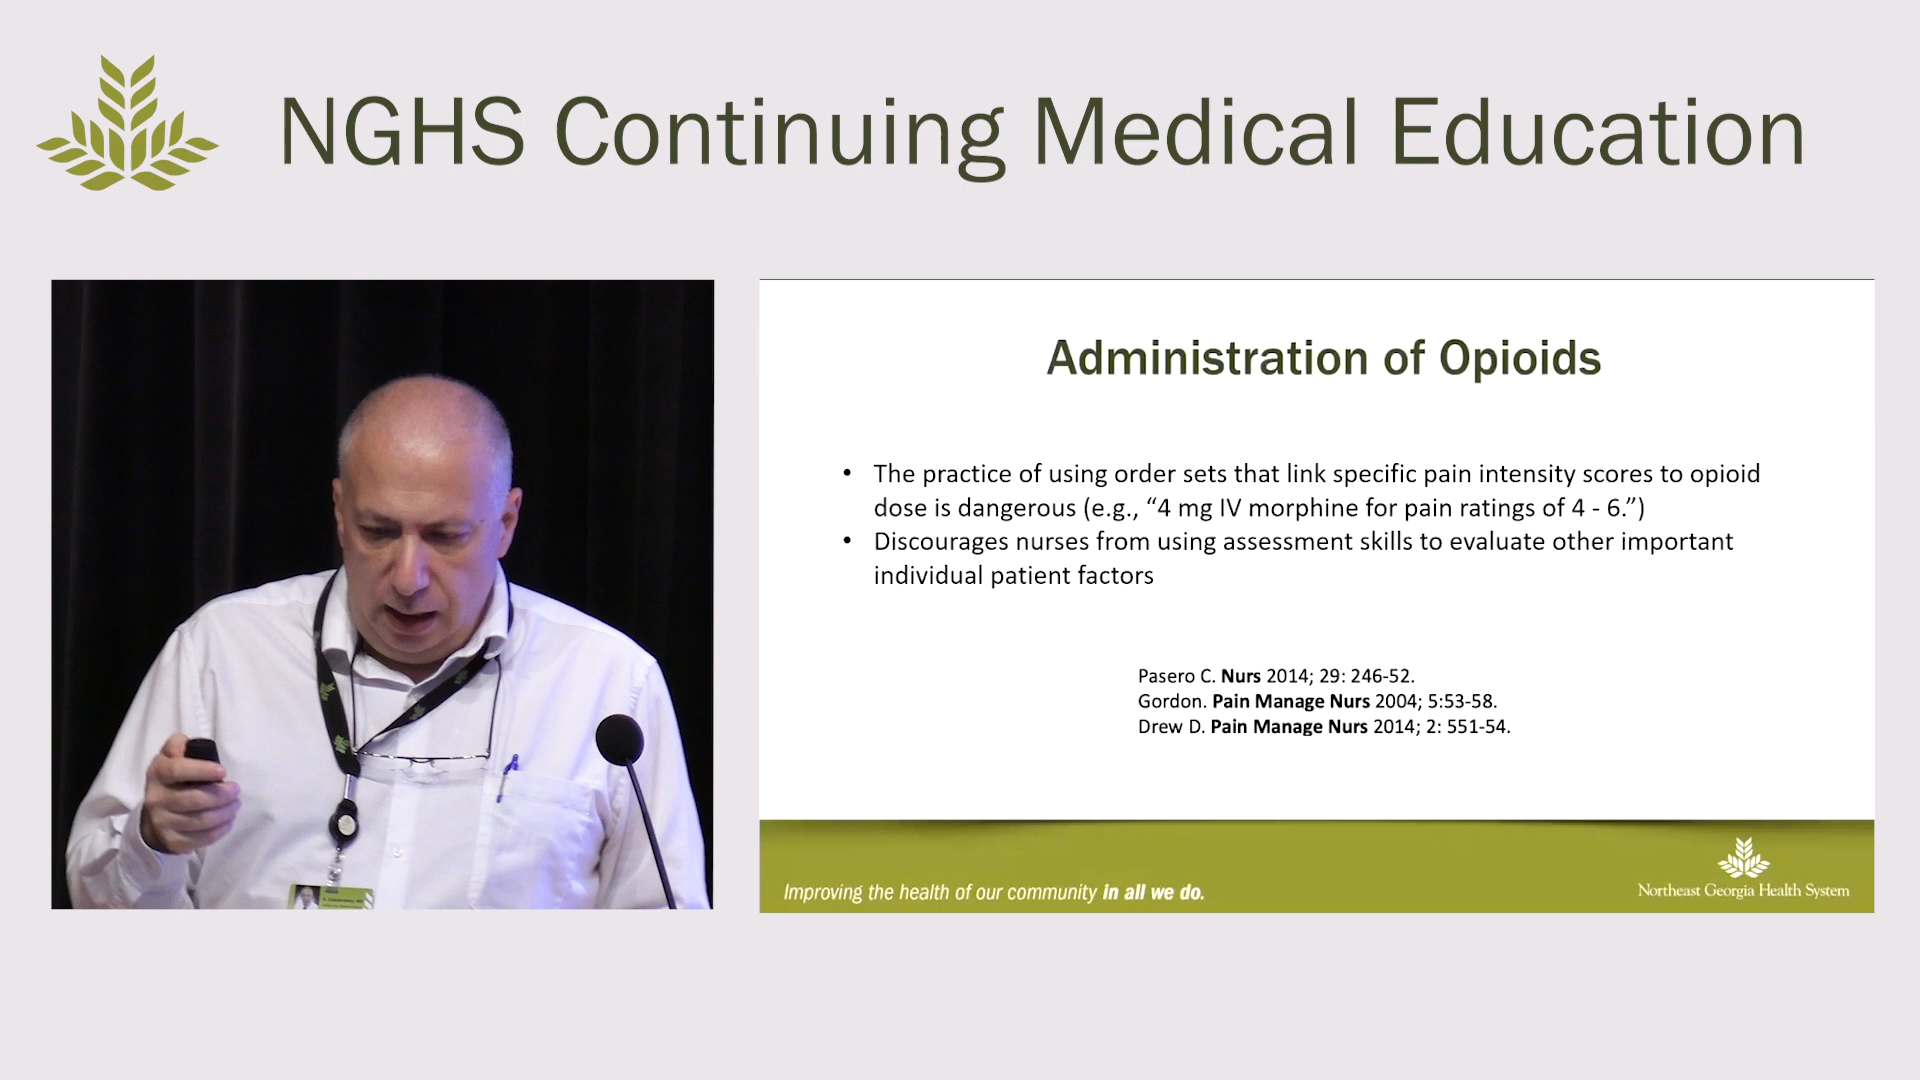 NGHS Continuing Medical Education
Administration of Opioids
• The practice of using order sets that link specific pain intensity scores to opioid
dose is dangerous (e.g., “4 mg IV morphine for pain ratings of 4 - 6.”)
• Discourages nurses from using assessment skills to evaluate other important
individual patient factors
Pasero C. Nurs 2014; 29: 246-52.
Gordon. Pain Manage Nurs 2004; 5:53-58.
Drew D. Pain Manage Nurs 2014; 2: 551-54.
Improving the health of our community in all we do.
Northeast Georgia Health System